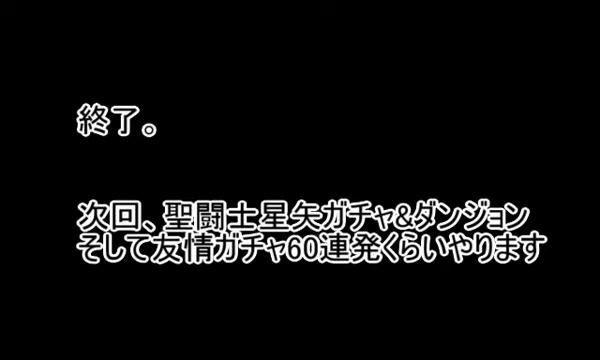 終了。
次回、聖闘士星矢ガチャ&ダンジョン
そして友情ガチャ60連発くらいやります